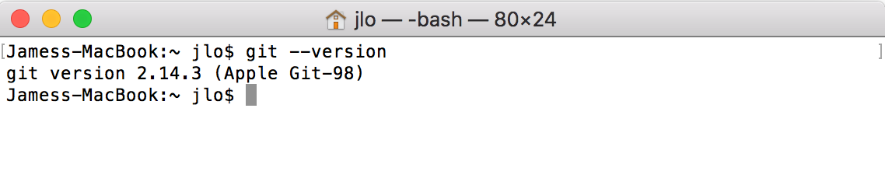 jlo — -bash — 80×24
[Jamess-MacBook:~ jlo$ git --version ]
git version 2.14.3 (Apple Git-98)
Jamess-MacBook:~ jlo$